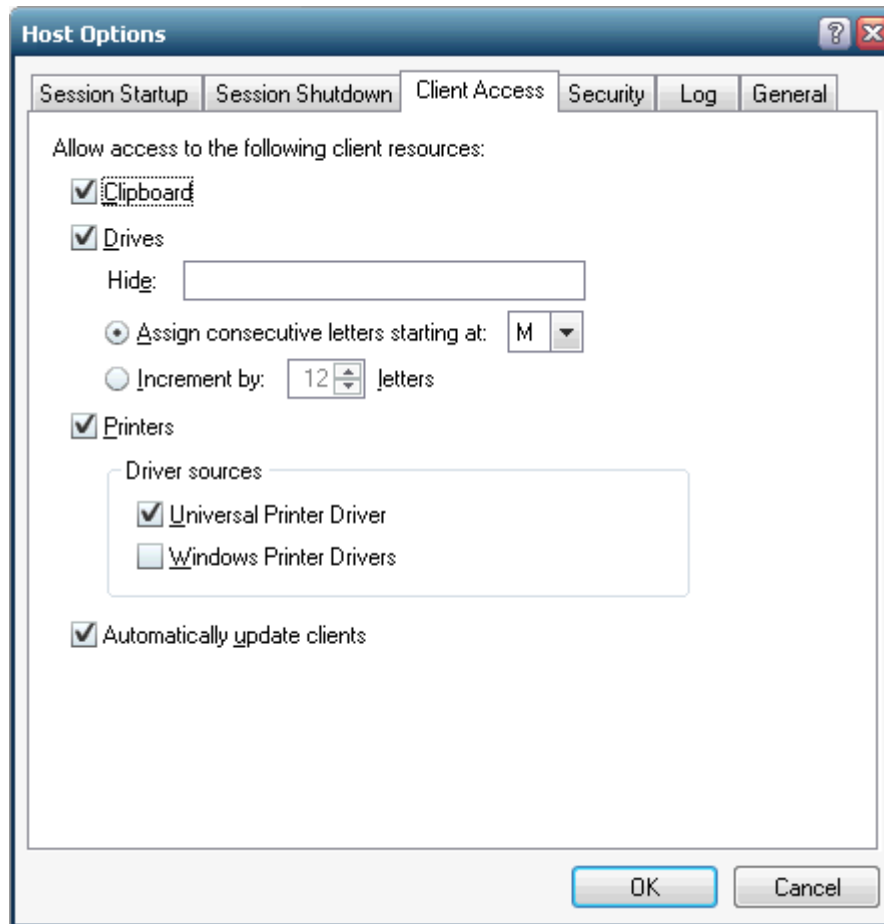 Host Options
Session Startup Session Shutdown Client Access Security Log General
Allow access to the following client resources:
Clipboard
Drives
Hide:
Assign consecutive letters starting at: M
Increment by: 12 letters
Printers
Driver sources
Universal Printer Driver
Windows Printer Drivers
Automatically update clients
OK Cancel